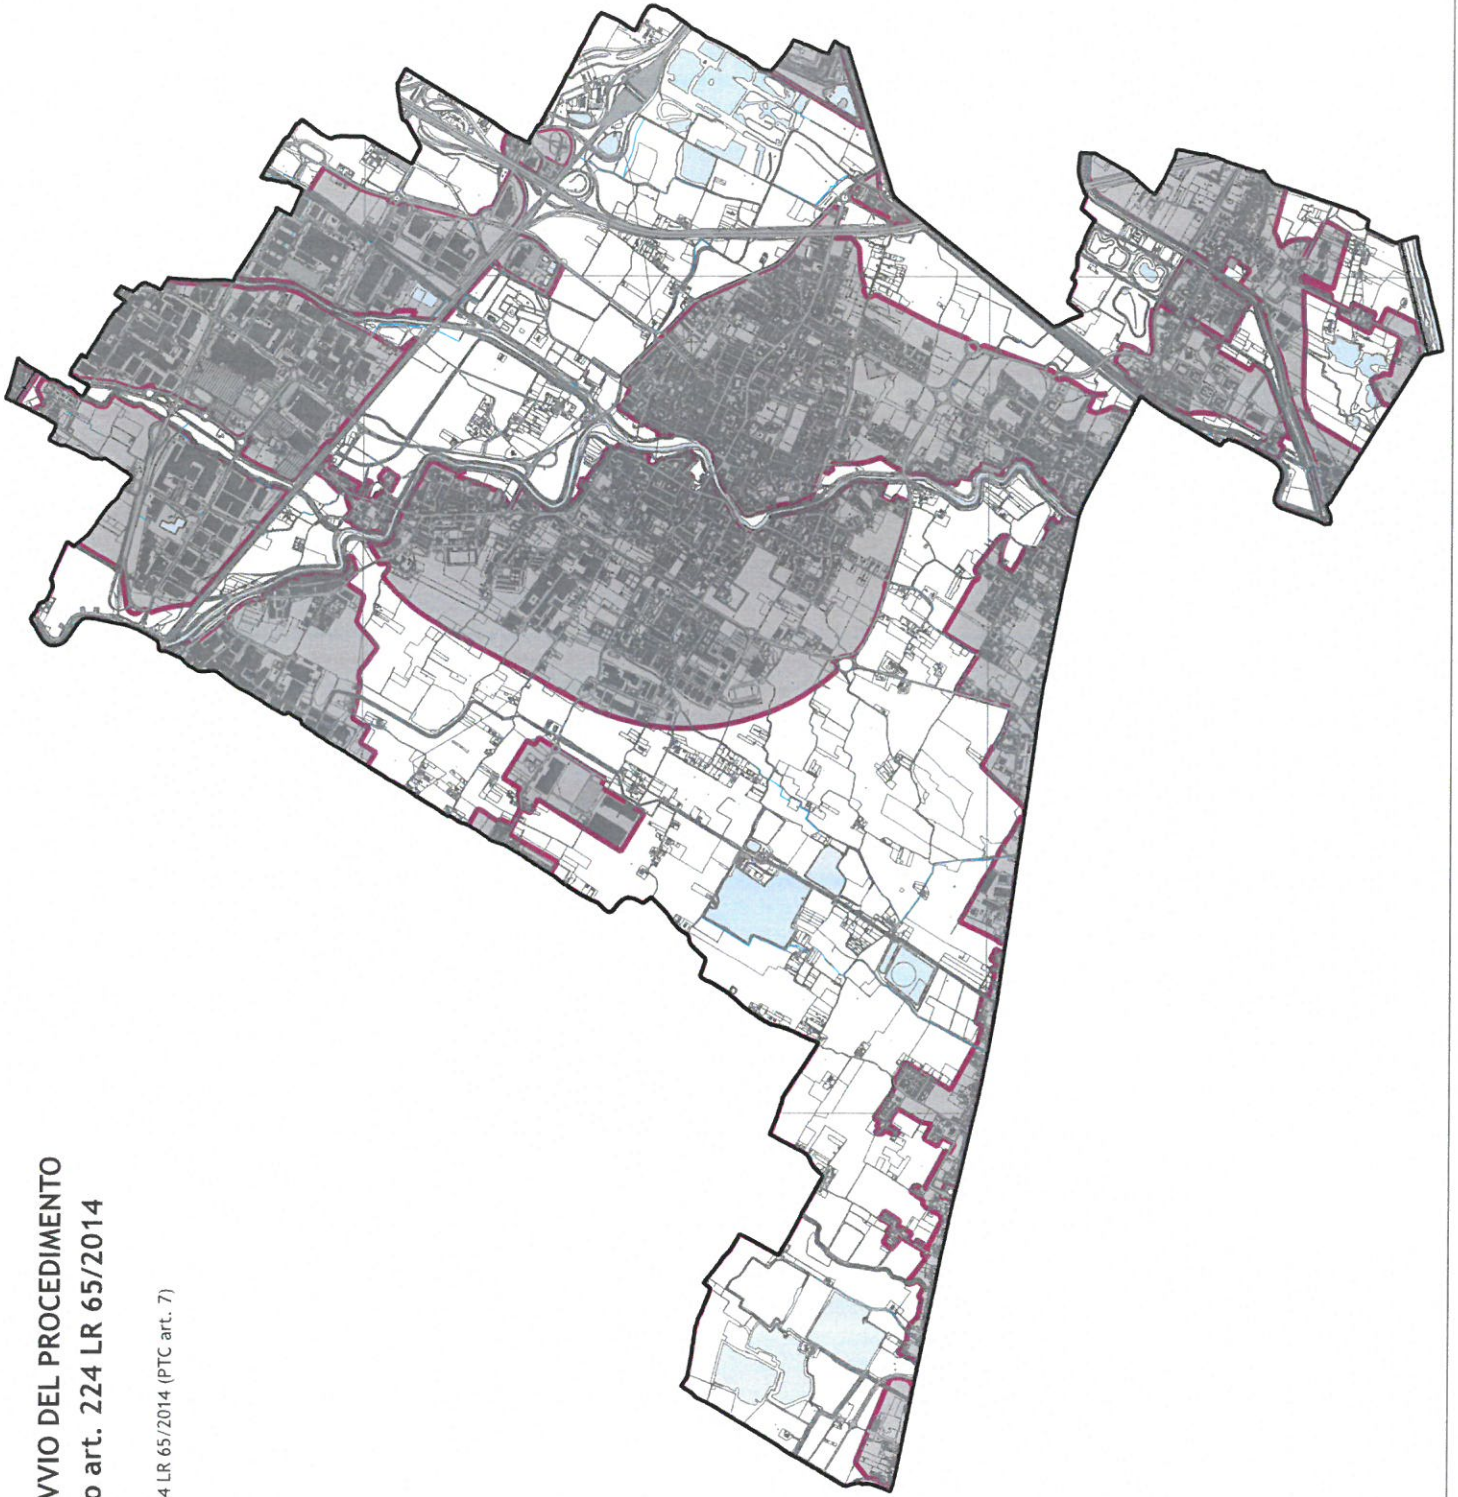 VVIO DEL PROCEDIMENTO
o art. 224 LR 65/2014
4 LR 65/2014 (PTC art. 7)